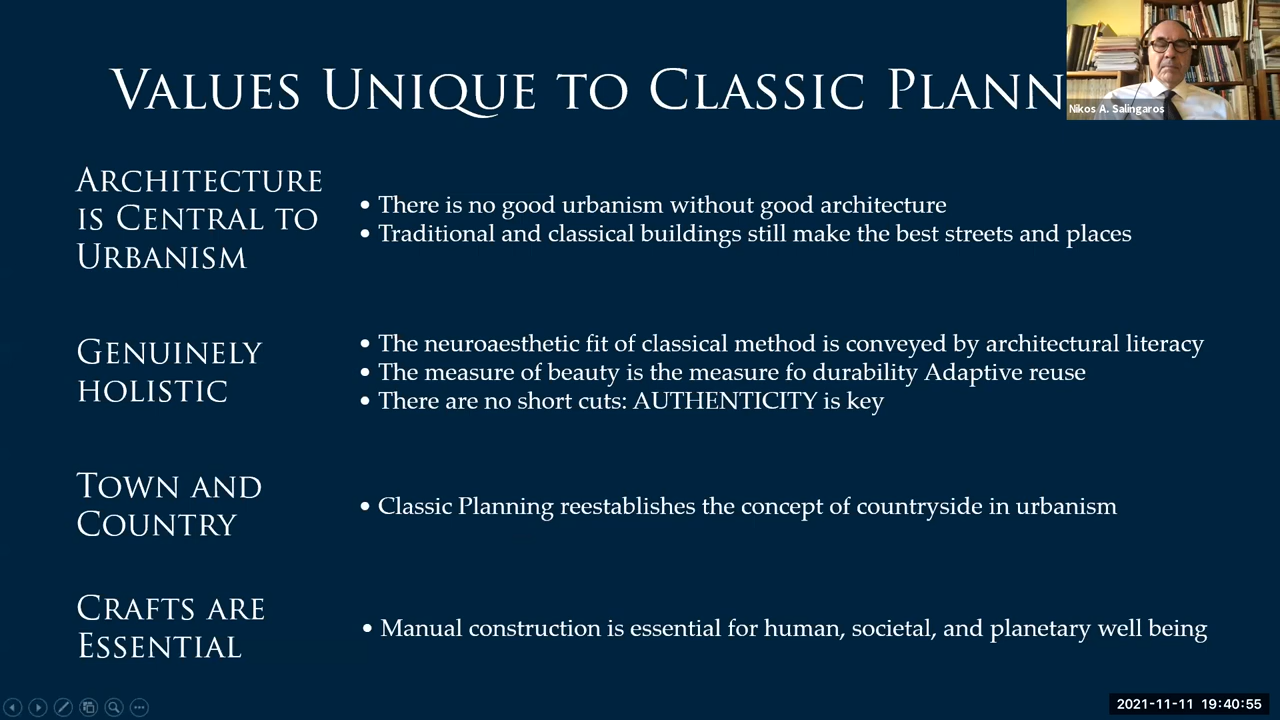 Values Unique to Classic Plann
Nikos A. Salingaros
Architecture
is Central to
Urbanism
• There is no good urbanism without good architecture
• Traditional and classical buildings still make the best streets and places
Genuinely
holistic
• The neuroaesthetic fit of classical method is conveyed by architectural literacy
• The measure of beauty is the measure fo durability Adaptive reuse
• There are no short cuts: AUTHENTICITY is key
Town and
Country
• Classic Planning reestablishes the concept of countryside in urbanism
Crafts are
Essential
• Manual construction is essential for human, societal, and planetary well being
2021-11-11 19:40:55